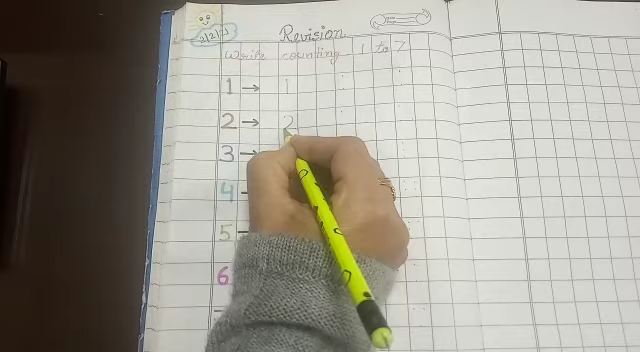 Revision
Write counting 1 to 7
1 → 1
2 → 2
3 →
4
5
6